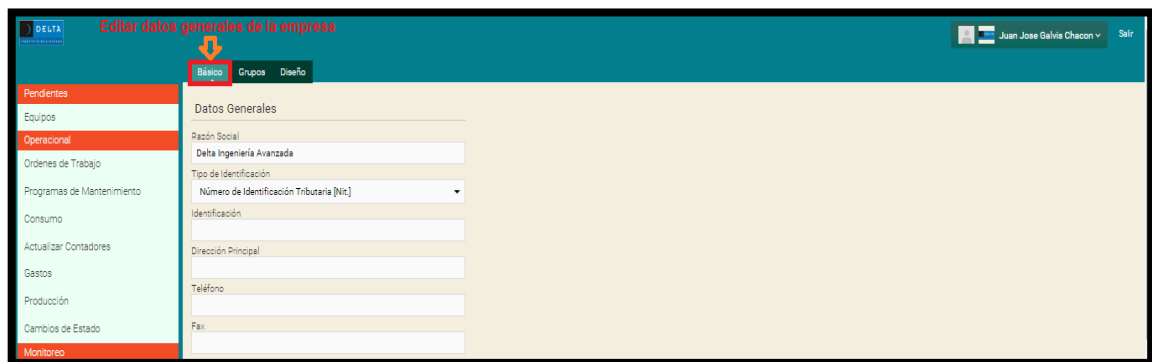 DELTA
Editar datos generales de la empresa
Juan Jose Galvis Chacon
Salir
Básico Grupos Diseño
Pendientes
Equipos
Operacional
Ordenes de Trabajo
Programas de Mantenimiento
Consumo
Actualizar Contadores
Gastos
Producción
Cambios de Estado
Monitoreo
Datos Generales
Razón Social
Delta Ingeniería Avanzada
Tipo de Identificación
Número de Identificación Tributaria [Nit.]
Identificación
Dirección Principal
Teléfono
Fax